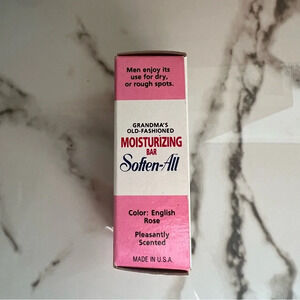 Men enjoy its
use for dry,
or rough spots.
GRANDMA'S
OLD-FASHIONED
MOISTURIZING
BAR
Soften-All
Color: English
Rose
Pleasantly
Scented
MADE IN U.S.A.